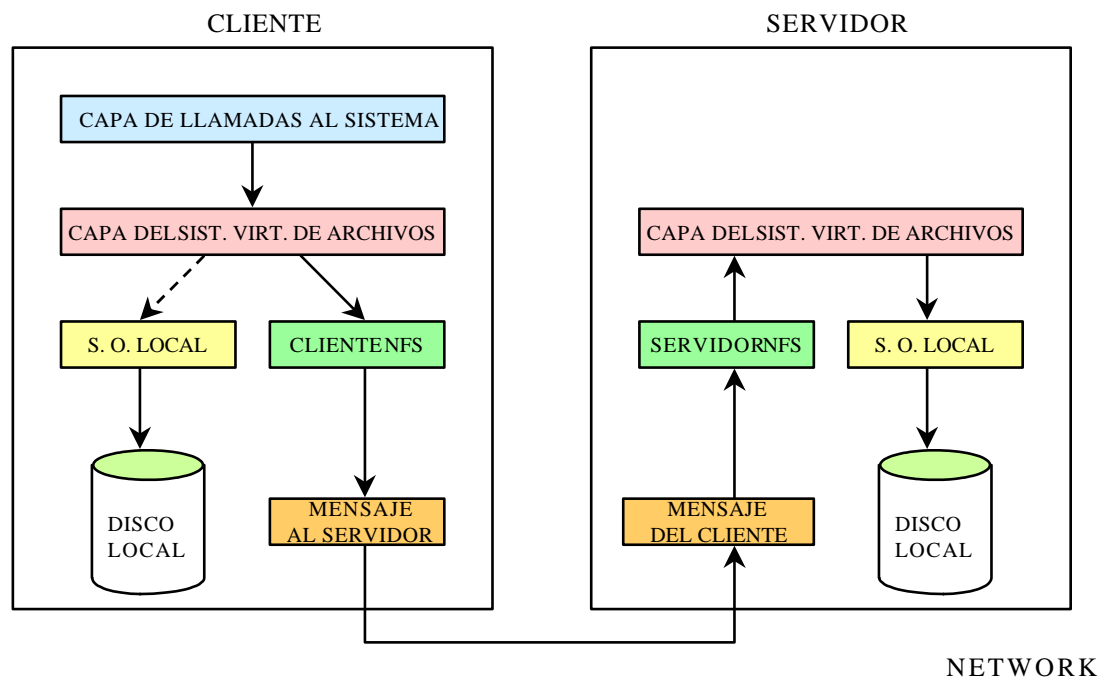 CLIENTE
SERVIDOR
CAPA DE LLAMADAS AL SISTEMA
CAPA DELSIST. VIRT. DE ARCHIVOS
CAPA DELSIST. VIRT. DE ARCHIVOS
S. O. LOCAL
CLIENTENFS
SERVIDORNFS
S. O. LOCAL
DISCO
LOCAL
MENSAJE
AL SERVIDOR
MENSAJE
DEL CLIENTE
DISCO
LOCAL
NETWORK